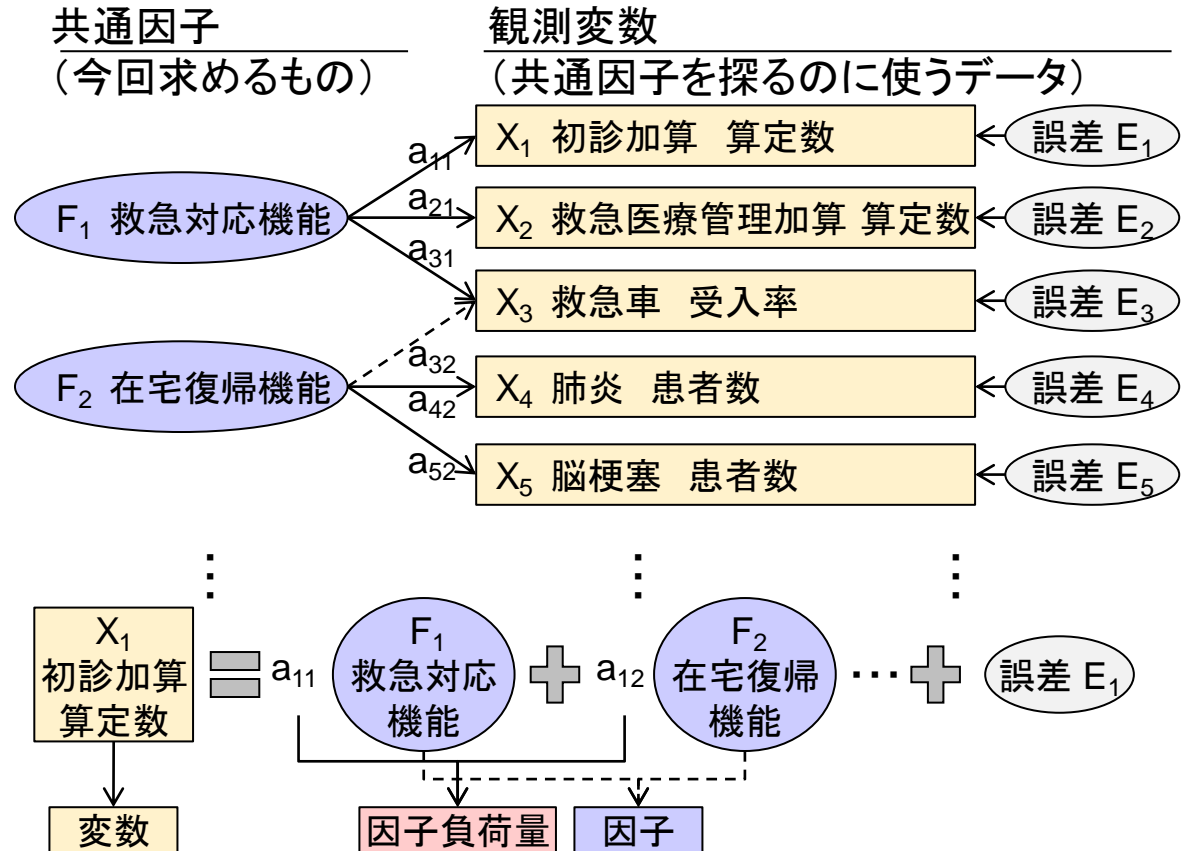 共通因子
(今回求めるもの)
観測変数
(共通因子を探るのに使うデータ)
F₁ 救急対応機能
a₁₁
a₂₁
a₃₁
X₁ 初診加算 算定数
誤差 E₁
X₂ 救急医療管理加算 算定数
誤差 E₂
X₃ 救急車 受入率
誤差 E₃
F₂ 在宅復帰機能
a₃₂
a₄₂
a₅₂
X₄ 肺炎 患者数
誤差 E₄
X₅ 脳梗塞 患者数
誤差 E₅
⋮ ⋮ ⋮
X₁
初診加算
算定数
=
a₁₁
F₁
救急対応
機能
+
a₁₂
F₂
在宅復帰
機能
…
+
誤差 E₁
変数
因子負荷量
因子